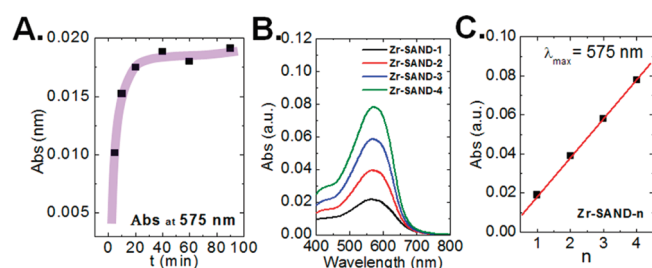 A.
0.020
0.015
0.010
0.005
Abs (nm)
0 20 40 60 80 100
t (min)
Abs at 575 nm
B.
0.12
0.10
0.08
0.06
0.04
0.02
0.00
Abs (a.u.)
Zr-SAND-1
Zr-SAND-2
Zr-SAND-3
Zr-SAND-4
400 500 600 700 800
Wavelength (nm)
C.
0.10
0.08
0.06
0.04
0.02
0.00
Abs (a.u.)
λmax = 575 nm
Zr-SAND-n
1 2 3 4
n